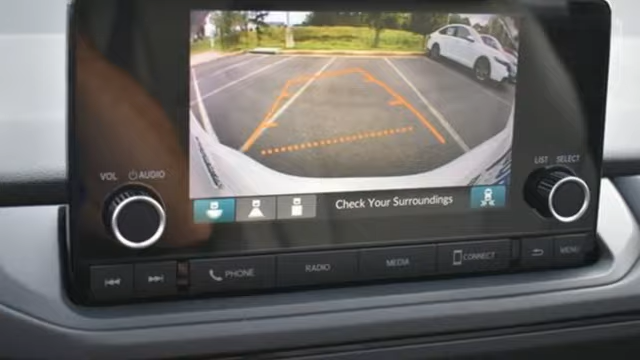 VOL AUDIO
LIST SELECT
Check Your Surroundings
PHONE RADIO MEDIA CONNECT MENU